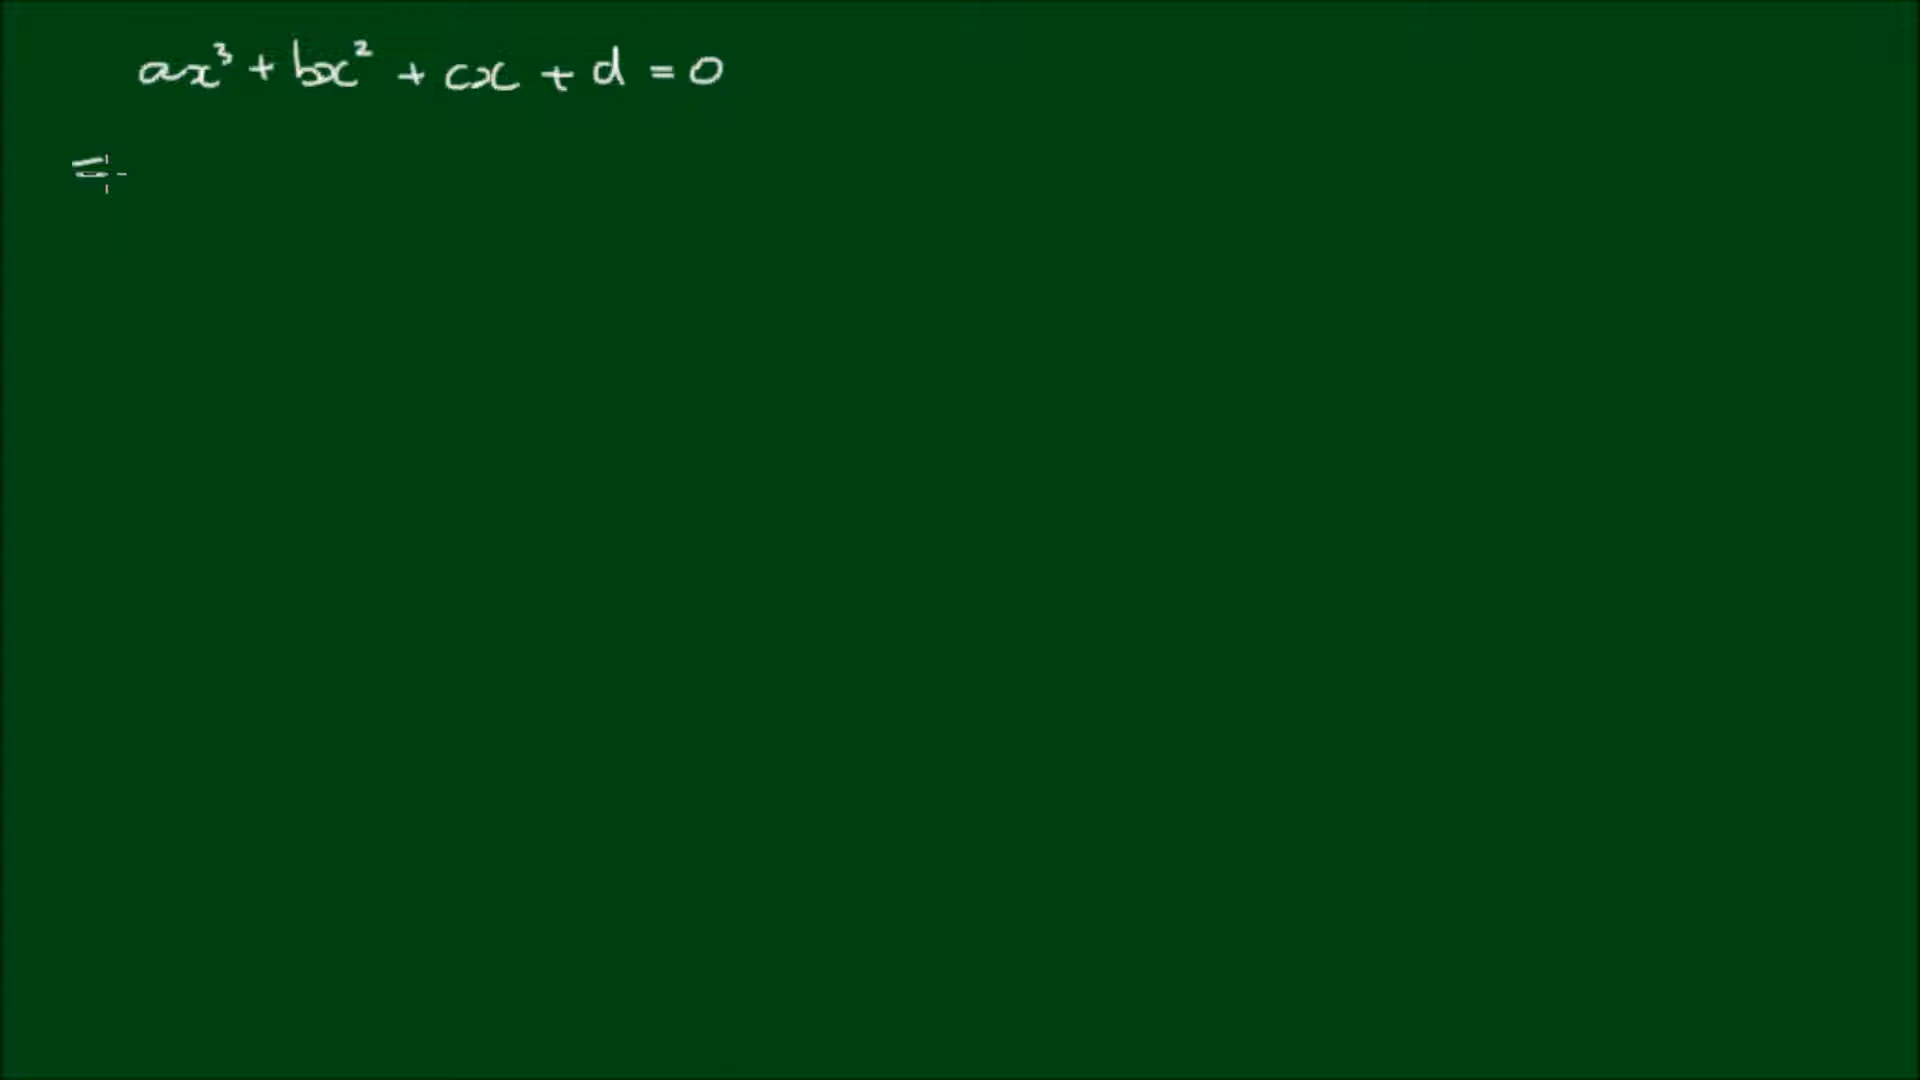 ax³ + bx² + cx + d = 0
=